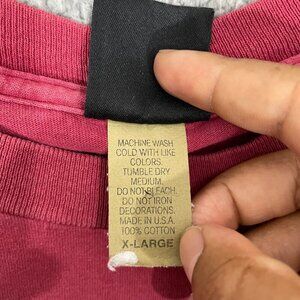 MACHINE WASH
COLD WITH LIKE
COLORS.
TUMBLE DRY
MEDIUM.
DO NOT BLEACH.
DO NOT IRON
DECORATIONS.
MADE IN U.S.A.
100% COTTON
X-LARGE